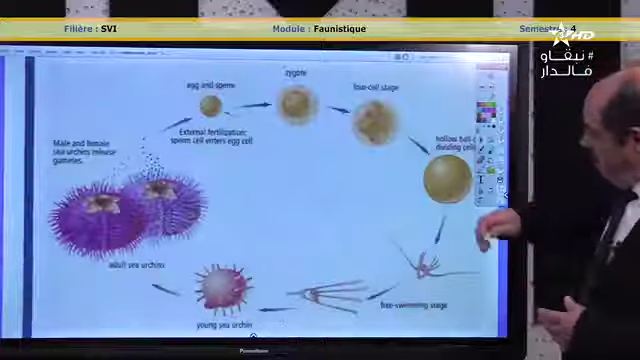 Filière : SVI
Module : Faunistique
Semestre 4
HD
#نبقاو
فالدار
egg and sperm
zygote
four-cell stage
External fertilization:
sperm cell enters egg cell
hollow ball
dividing cells
Male and female
sea urchins release
gametes.
adult sea urchins
young sea urchin
free-swimming stage